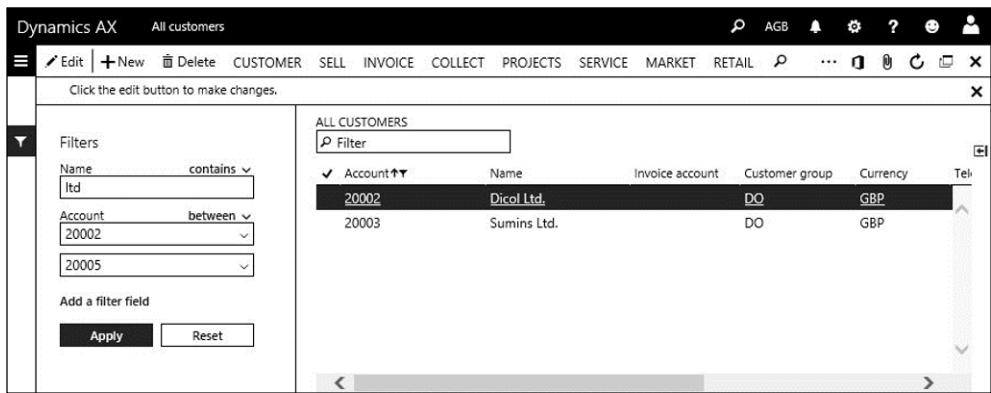 Dynamics AX All customers AGB ?
Edit New Delete CUSTOMER SELL INVOICE COLLECT PROJECTS SERVICE MARKET RETAIL ...
Click the edit button to make changes.
Filters
Name contains
ltd
Account between
20002
20005
Add a filter field
Apply Reset
ALL CUSTOMERS
Filter
Account Name Invoice account Customer group Currency Tele
20002 Dicol Ltd. DO GBP
20003 Sumins Ltd. DO GBP